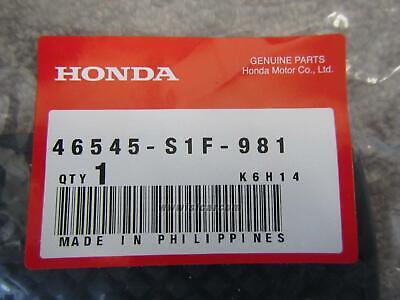 GENUINE PARTS
HONDA Honda Motor Co., Ltd.
46545-S1F-981
QTY 1 K6H14
MADE IN PHILIPPINES